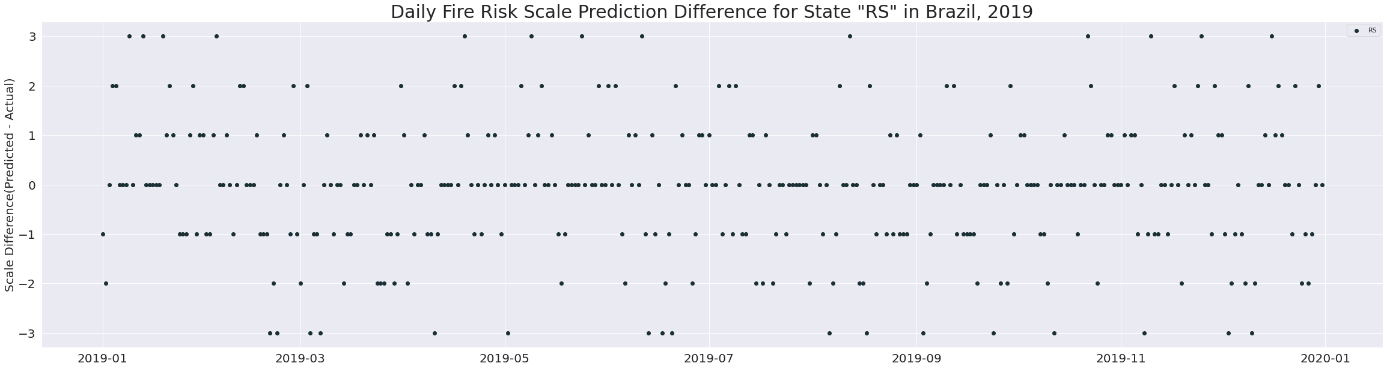 Daily Fire Risk Scale Prediction Difference for State "RS" in Brazil, 2019
RS
Scale Difference(Predicted - Actual)
3
2
1
0
−1
−2
−3
2019-01 2019-03 2019-05 2019-07 2019-09 2019-11 2020-01